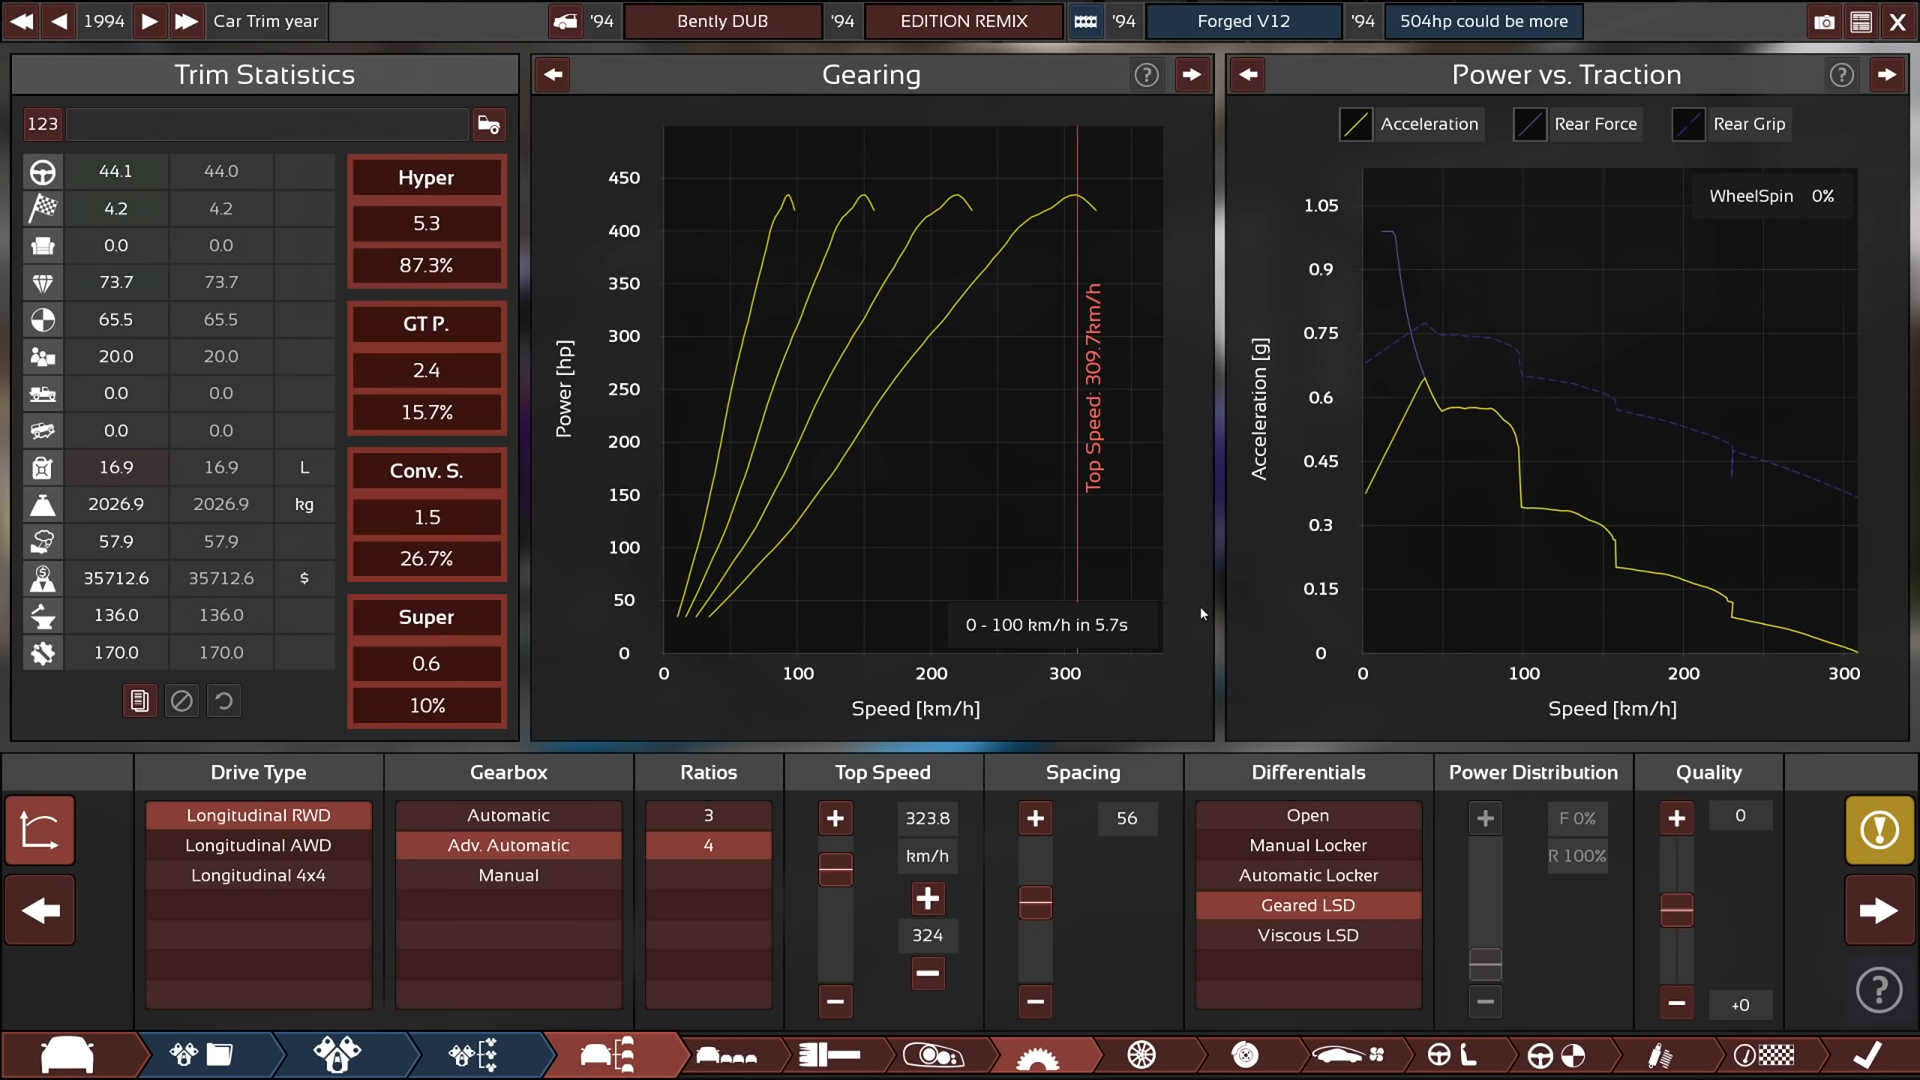 1994
Car Trim year
'94
Bently DUB
'94
EDITION REMIX
'94
Forged V12
'94
504hp could be more
X
Trim Statistics
123
44.1 44.0
4.2 4.2
0.0 0.0
73.7 73.7
65.5 65.5
20.0 20.0
0.0 0.0
0.0 0.0
16.9 16.9 L
2026.9 2026.9 kg
57.9 57.9
35712.6 35712.6 $
136.0 136.0
170.0 170.0
Hyper
5.3
87.3%
GT P.
2.4
15.7%
Conv. S.
1.5
26.7%
Super
0.6
10%
Gearing
?
450
400
350
300
250
200
150
100
50
0
Power [hp]
Top Speed: 309.7km/h
0 - 100 km/h in 5.7s
0 100 200 300
Speed [km/h]
Power vs. Traction
?
Acceleration
Rear Force
Rear Grip
WheelSpin 0%
1.05
0.9
0.75
0.6
0.45
0.3
0.15
0
Acceleration [g]
0 100 200 300
Speed [km/h]
Drive Type
Longitudinal RWD
Longitudinal AWD
Longitudinal 4x4
Gearbox
Automatic
Adv. Automatic
Manual
Ratios
3
4
Top Speed
+
323.8
km/h
+
324
−
−
Spacing
+
56
−
Differentials
Open
Manual Locker
Automatic Locker
Geared LSD
Viscous LSD
Power Distribution
+
F 0%
R 100%
−
Quality
+
0
−
+0
!
?